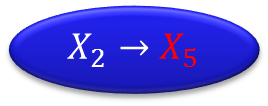 X₂ → X₅